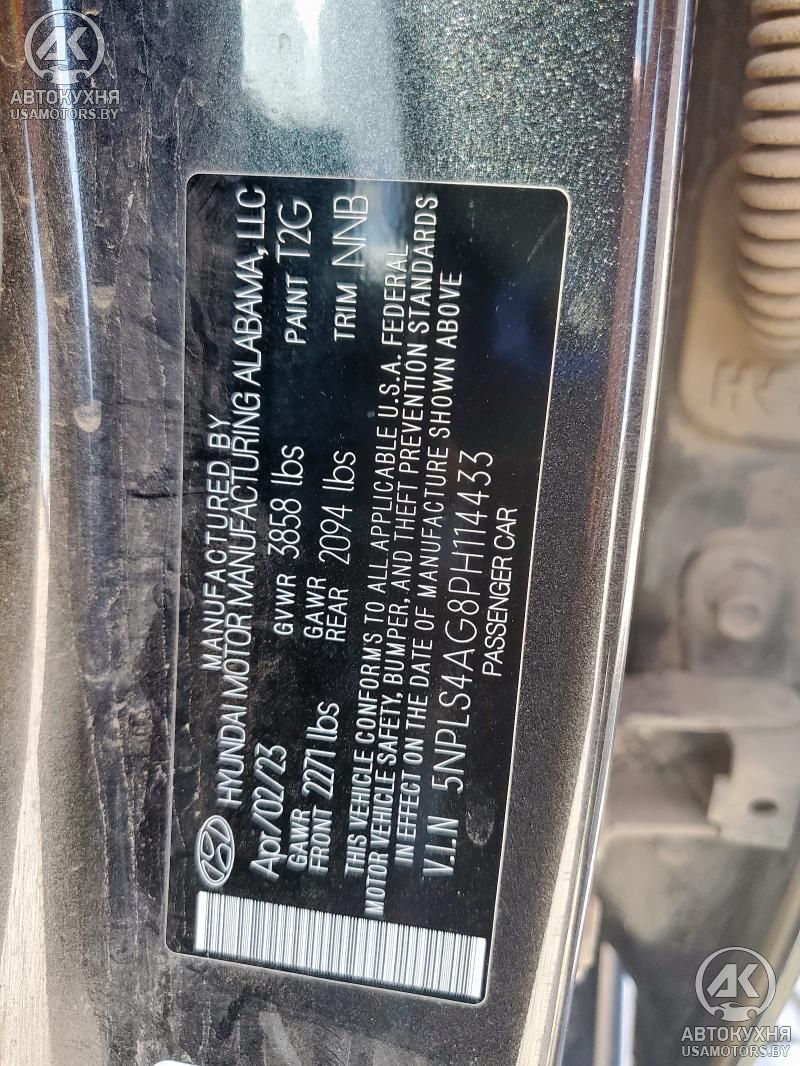 AK
АВТОКУХНЯ
USAMOTORS.BY
MANUFACTURED BY
HYUNDAI MOTOR MANUFACTURING ALABAMA, LLC
Apr/02/23 GVWR 3858 lbs PAINT T2G
GAWR FRONT 2271 lbs GAWR REAR 2094 lbs TRIM NNB
THIS VEHICLE CONFORMS TO ALL APPLICABLE U.S.A. FEDERAL
MOTOR VEHICLE SAFETY, BUMPER, AND THEFT PREVENTION STANDARDS
IN EFFECT ON THE DATE OF MANUFACTURE SHOWN ABOVE
V.I.N 5NPLS4AG8PH114433
PASSENGER CAR
AK
АВТОКУХНЯ
USAMOTORS.BY